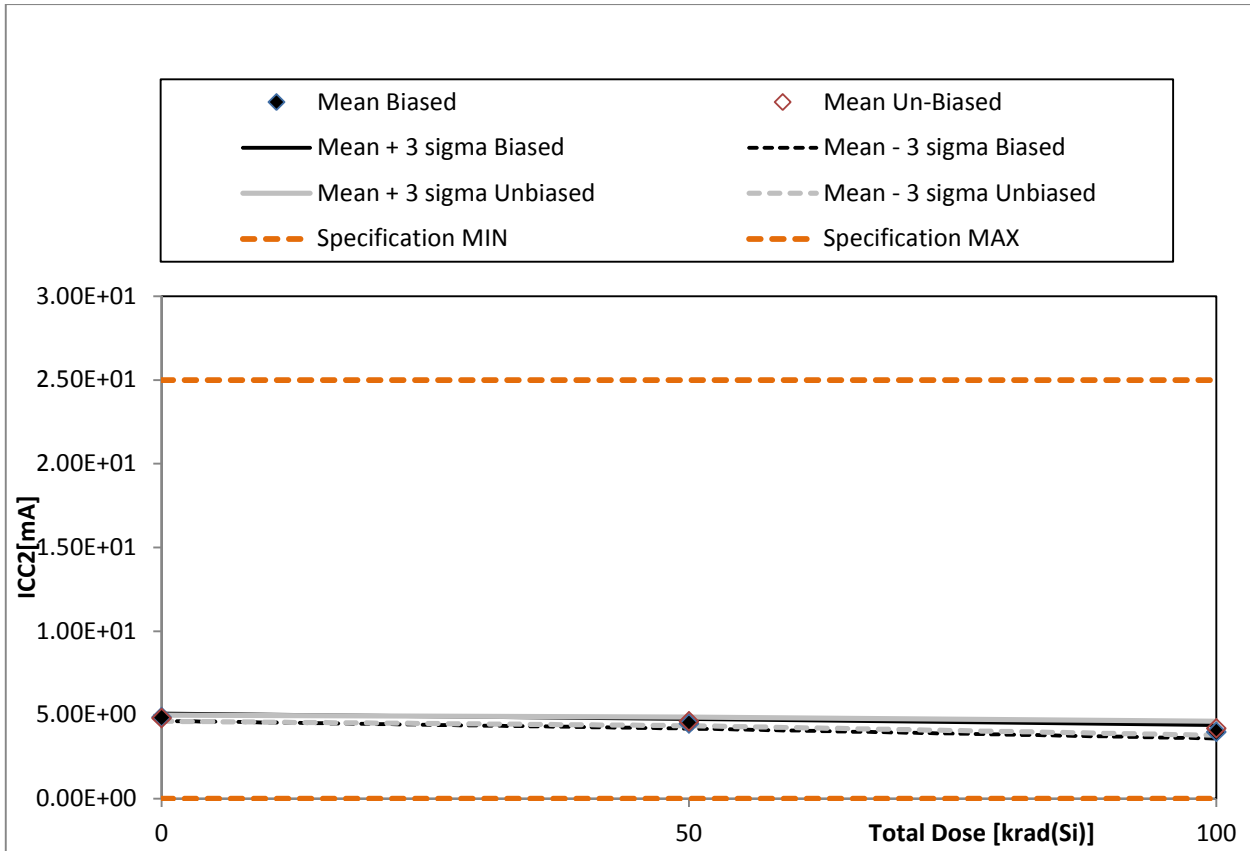 Mean Biased
Mean Un-Biased
Mean + 3 sigma Biased
Mean - 3 sigma Biased
Mean + 3 sigma Unbiased
Mean - 3 sigma Unbiased
Specification MIN
Specification MAX
3.00E+01
2.50E+01
2.00E+01
1.50E+01
1.00E+01
5.00E+00
0.00E+00
ICC2[mA]
0
50
Total Dose [krad(Si)]
100